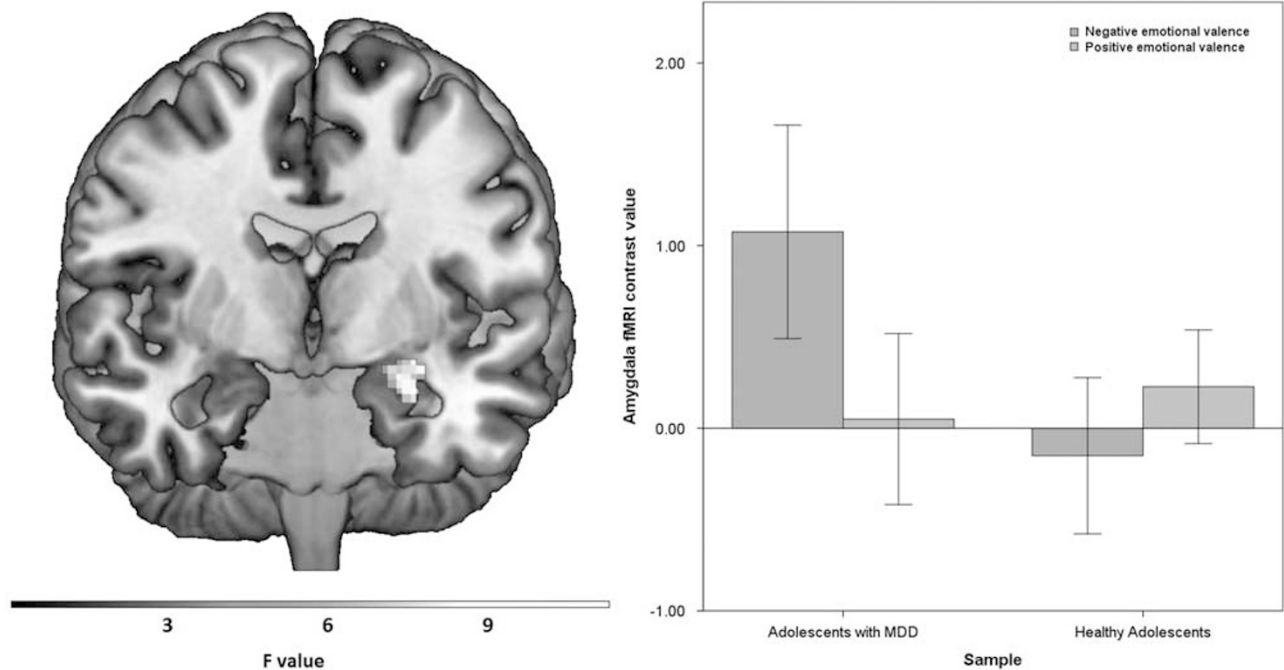 3
6
9
F value
Negative emotional valence
Positive emotional valence
2.00
1.00
0.00
-1.00
Amygdala fMRI contrast value
Adolescents with MDD
Healthy Adolescents
Sample